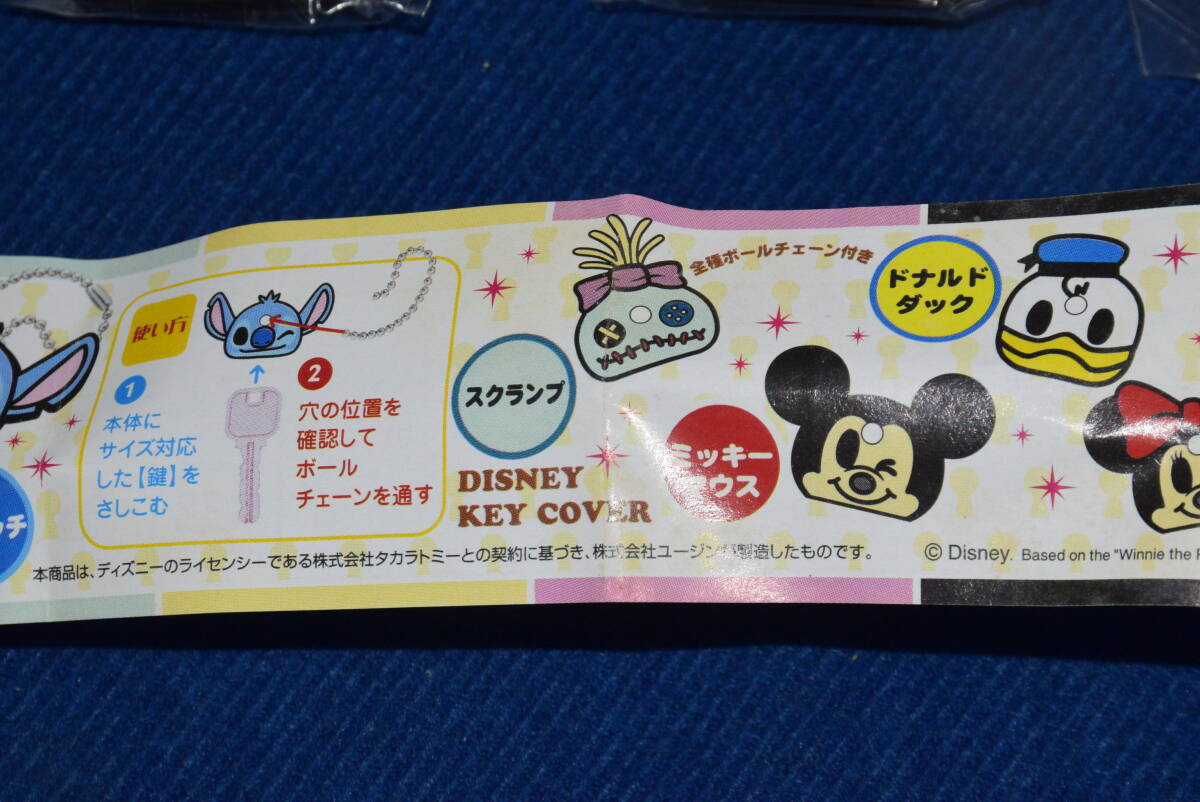 ッチ
使い方
1
本体に
サイズ対応
した【鍵】を
さしこむ
2
穴の位置を
確認して
ボール
チェーンを通す
スクランプ
全種ボールチェーン付き
ドナルド
ダック
ミッキー
マウス
DISNEY
KEY COVER
本商品は、ディズニーのライセンシーである株式会社タカラトミーとの契約に基づき、株式会社ユージンが製造したものです。
© Disney. Based on the "Winnie the